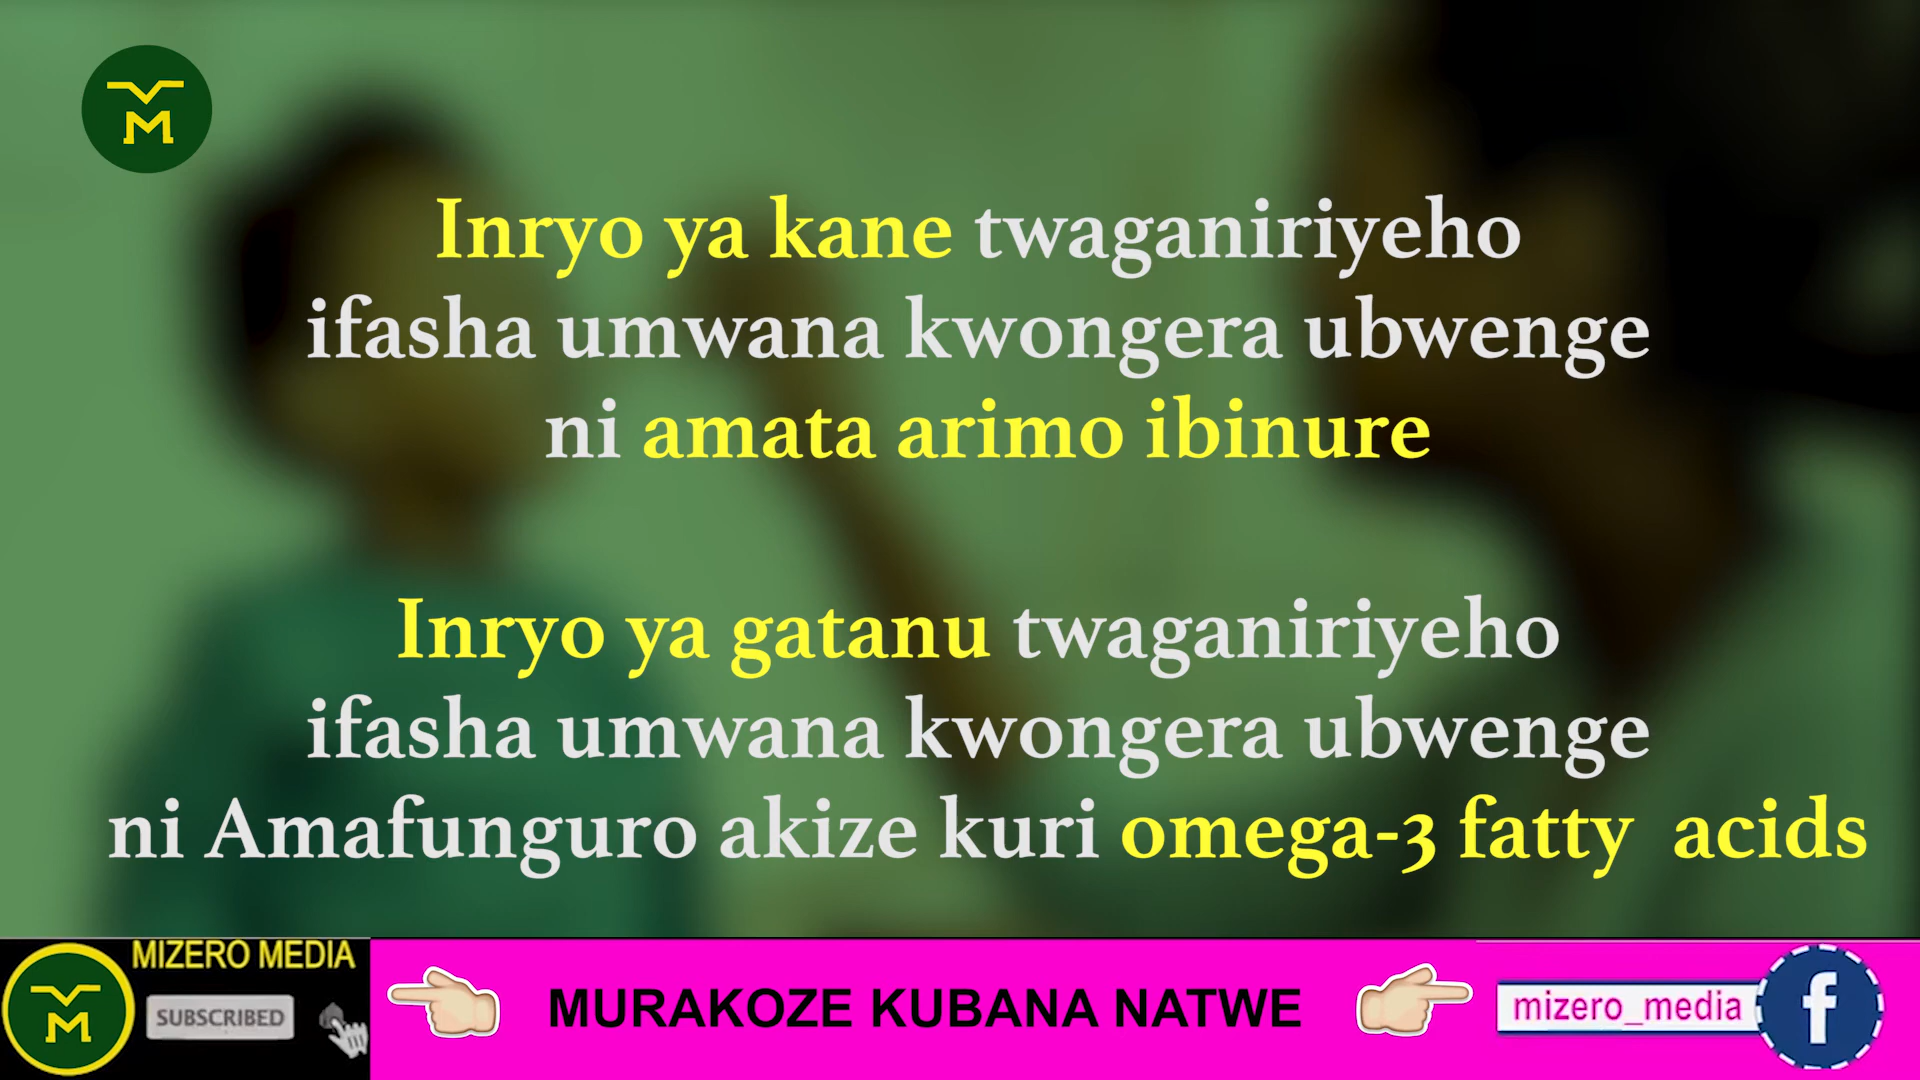 Inryo ya kane twaganiriyeho
ifasha umwana kwongera ubwenge
ni amata arimo ibinure
Inryo ya gatanu twaganiriyeho
ifasha umwana kwongera ubwenge
ni Amafunguro akize kuri omega-3 fatty acids
MIZERO MEDIA
SUBSCRIBED
MURAKOZE KUBANA NATWE
mizero_media